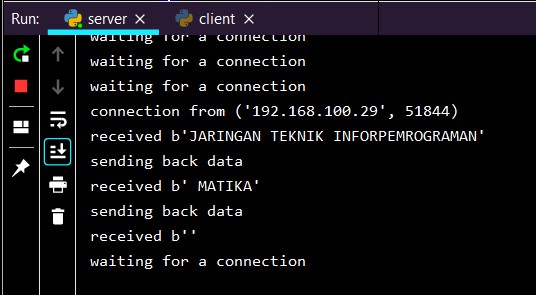 Run: server × client ×
waiting for a connection
waiting for a connection
waiting for a connection
connection from ('192.168.100.29', 51844)
received b'JARINGAN TEKNIK INFORPEMROGRAMAN'
sending back data
received b' MATIKA'
sending back data
received b''
waiting for a connection